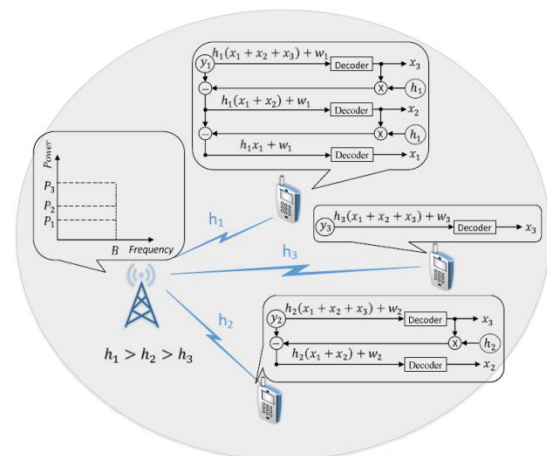 h₁(x₁ + x₂ + x₃) + w₁
y₁ Decoder x₃
− X h₁
h₁(x₁ + x₂) + w₁
Decoder x₂
− X h₁
h₁x₁ + w₁
Decoder x₁
Power
P₃
P₂
P₁
B Frequency
h₁
h₃(x₁ + x₂ + x₃) + w₃
y₃ Decoder x₃
h₃
h₂
h₁ > h₂ > h₃
h₂(x₁ + x₂ + x₃) + w₂
y₂ Decoder x₃
− X h₂
h₂(x₁ + x₂) + w₂
Decoder x₂